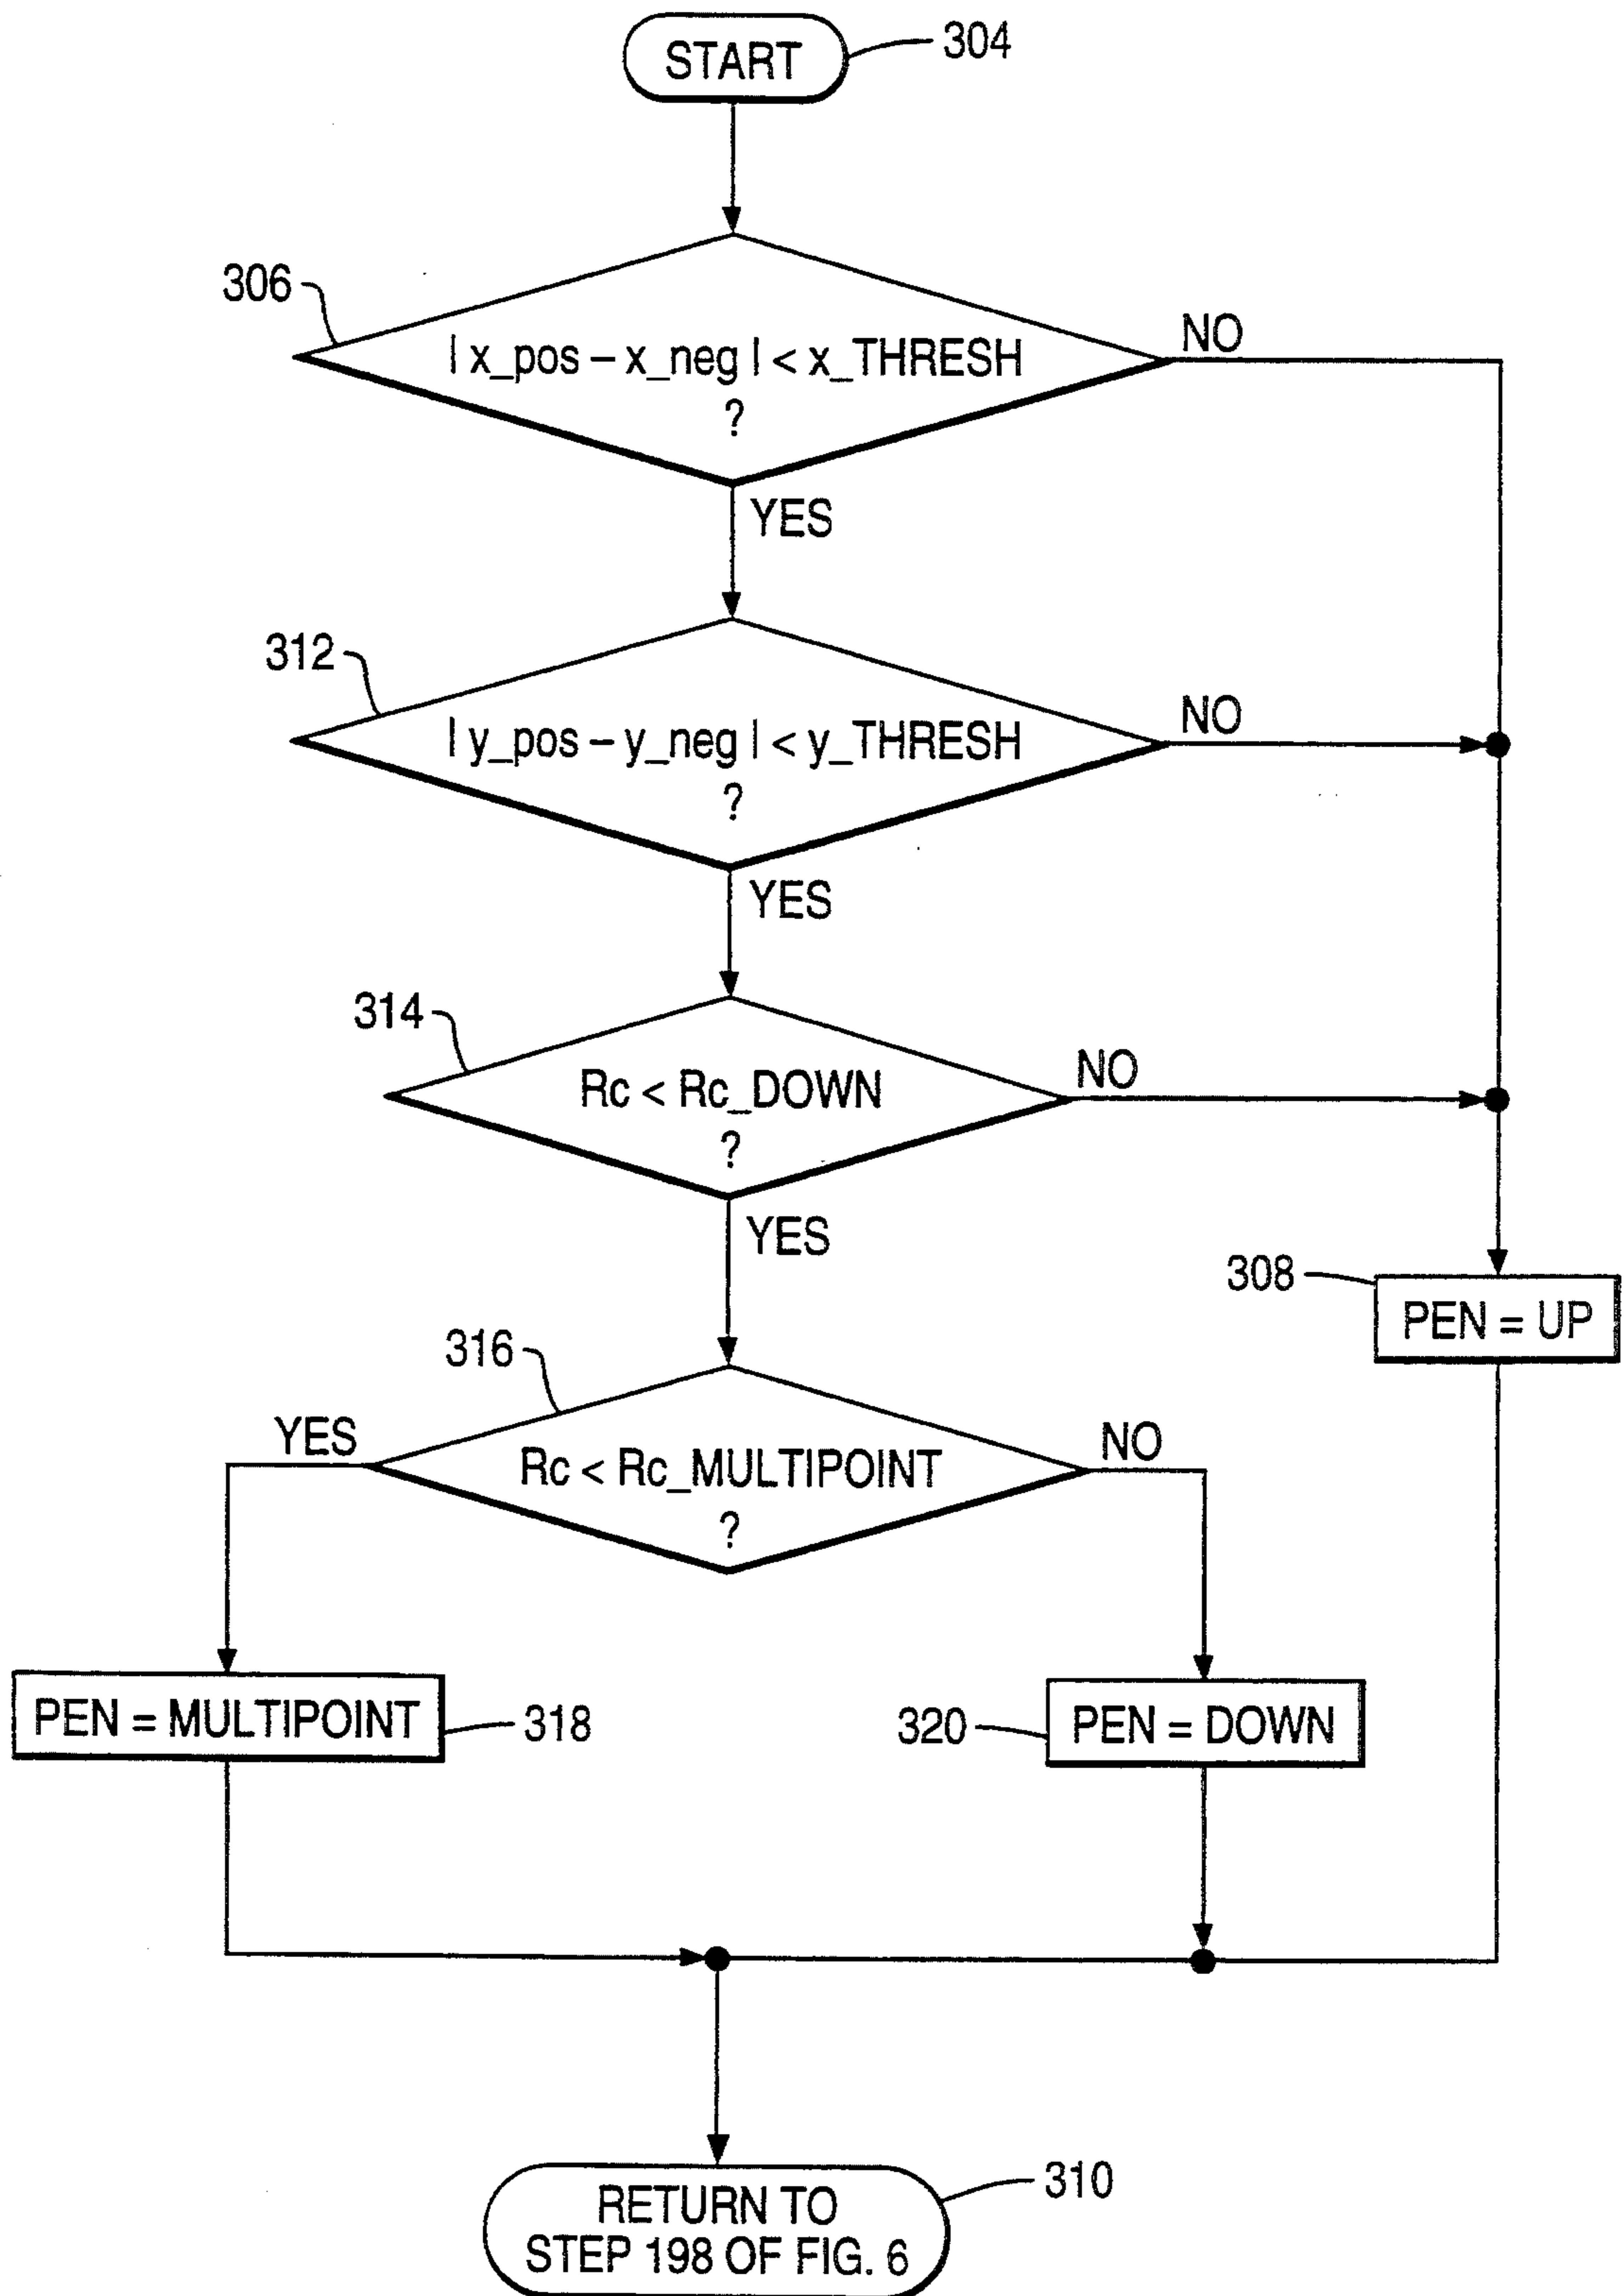 START
304
306
| x_pos – x_neg | < x_THRESH
?
NO
YES
312
| y_pos – y_neg | < y_THRESH
?
NO
YES
314
Rc < Rc_DOWN
?
NO
YES
308
PEN = UP
316
YES
Rc < Rc_MULTIPOINT
?
NO
PEN = MULTIPOINT
318
320
PEN = DOWN
RETURN TO
STEP 198 OF FIG. 6
310